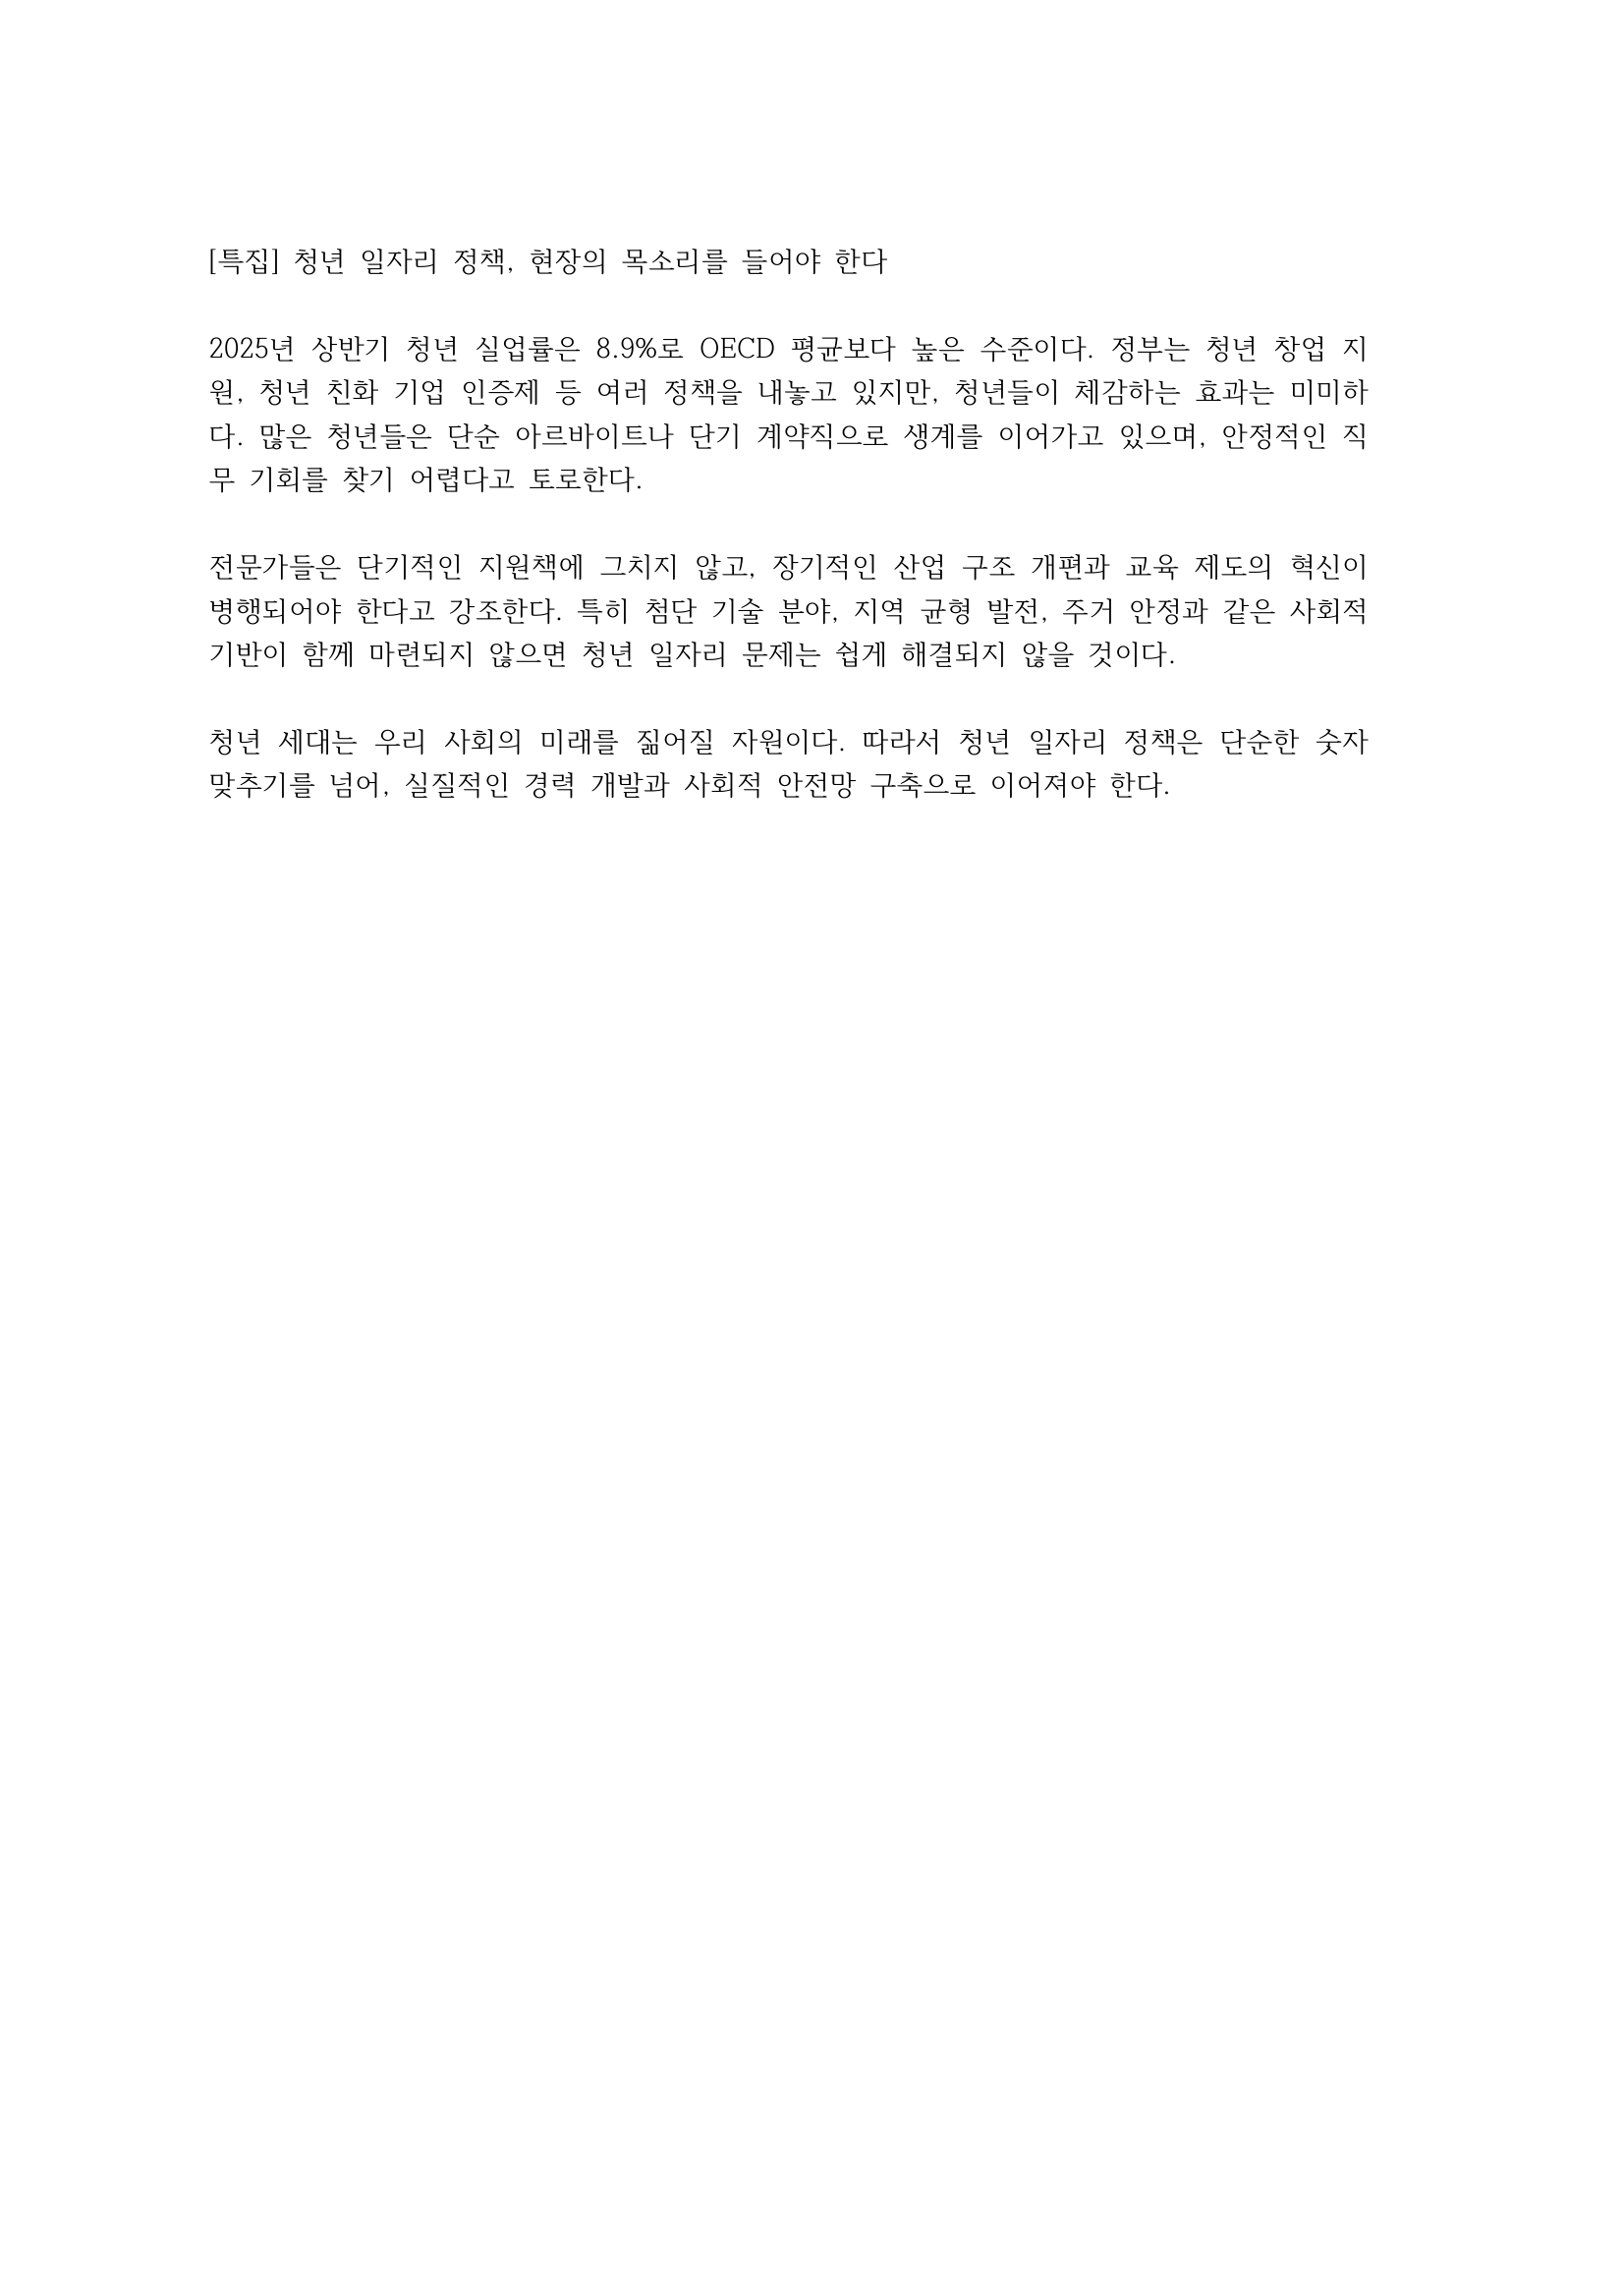 [특집] 청년 일자리 정책, 현장의 목소리를 들어야 한다
2025년 상반기 청년 실업률은 8.9%로 OECD 평균보다 높은 수준이다. 정부는 청년 창업 지
원, 청년 친화 기업 인증제 등 여러 정책을 내놓고 있지만, 청년들이 체감하는 효과는 미미하
다. 많은 청년들은 단순 아르바이트나 단기 계약직으로 생계를 이어가고 있으며, 안정적인 직
무 기회를 찾기 어렵다고 토로한다.
전문가들은 단기적인 지원책에 그치지 않고, 장기적인 산업 구조 개편과 교육 제도의 혁신이
병행되어야 한다고 강조한다. 특히 첨단 기술 분야, 지역 균형 발전, 주거 안정과 같은 사회적
기반이 함께 마련되지 않으면 청년 일자리 문제는 쉽게 해결되지 않을 것이다.
청년 세대는 우리 사회의 미래를 짊어질 자원이다. 따라서 청년 일자리 정책은 단순한 숫자
맞추기를 넘어, 실질적인 경력 개발과 사회적 안전망 구축으로 이어져야 한다.